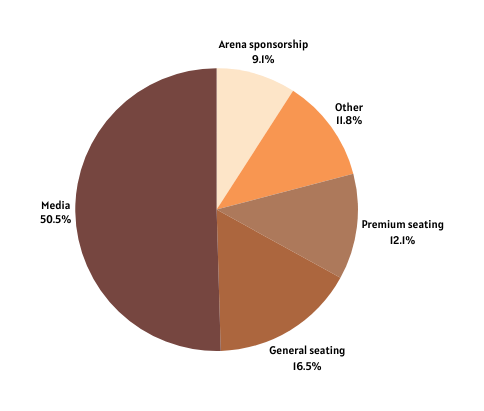 Arena sponsorship
9.1%
Other
11.8%
Media
50.5%
Premium seating
12.1%
General seating
16.5%